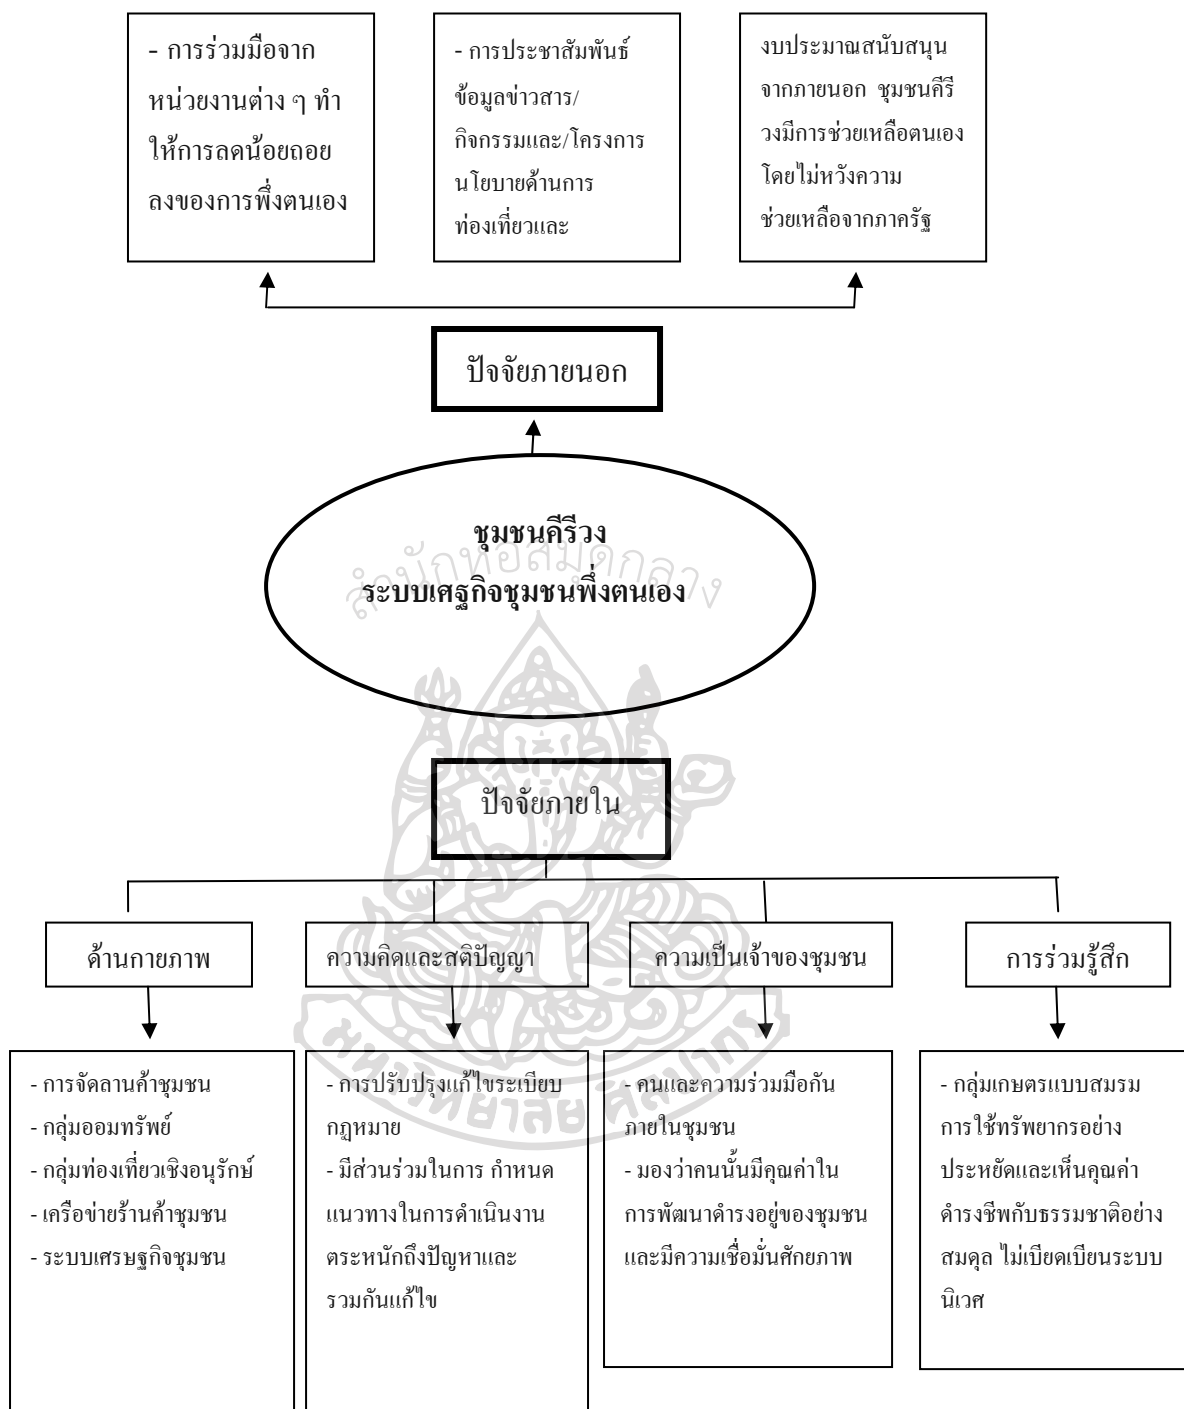 - การร่วมมือจาก
หน่วยงานต่าง ๆ ทำ
ให้การลดน้อยถอย
ลงของการพึ่งตนเอง
- การประชาสัมพันธ์
ข้อมูลข่าวสาร/
กิจกรรมและ/โครงการ
นโยบายด้านการ
ท่องเที่ยวและ
งบประมาณสนับสนุน
จากภายนอก ชุมชนคีรี
วงมีการช่วยเหลือตนเอง
โดยไม่หวังความ
ช่วยเหลือจากภาครัฐ
ปัจจัยภายนอก
ชุมชนคีรีวง
สำนักหอสมุดกลาง
ระบบเศฐกิจชุมชนพึ่งตนเอง
ปัจจัยภายใน
ด้านกายภาพ
ความคิดและสติปัญญา
ความเป็นเจ้าของชุมชน
การร่วมรู้สึก
มหาวิทยาลัย ศิลปากร
- การจัดลานค้าชุมชน
- กลุ่มออมทรัพย์
- กลุ่มท่องเที่ยวเชิงอนุรักษ์
- เครือข่ายร้านค้าชุมชน
- ระบบเศรษฐกิจชุมชน
- การปรับปรุงแก้ไขระเบียบ
กฎหมาย
- มีส่วนร่วมในการ กำหนด
แนวทางในการดำเนินงาน
ตระหนักถึงปัญหาและ
รวมกันแก้ไข
- คนและความร่วมมือกัน
ภายในชุมชน
- มองว่าคนนั้นมีคุณค่าใน
การพัฒนาดำรงอยู่ของชุมชน
และมีความเชื่อมั่นศักยภาพ
- กลุ่มเกษตรแบบสมรม
การใช้ทรัพยากรอย่าง
ประหยัดและเห็นคุณค่า
ดำรงชีพกับธรรมชาติอย่าง
สมดุล ไม่เบียดเบียนระบบ
นิเวศ